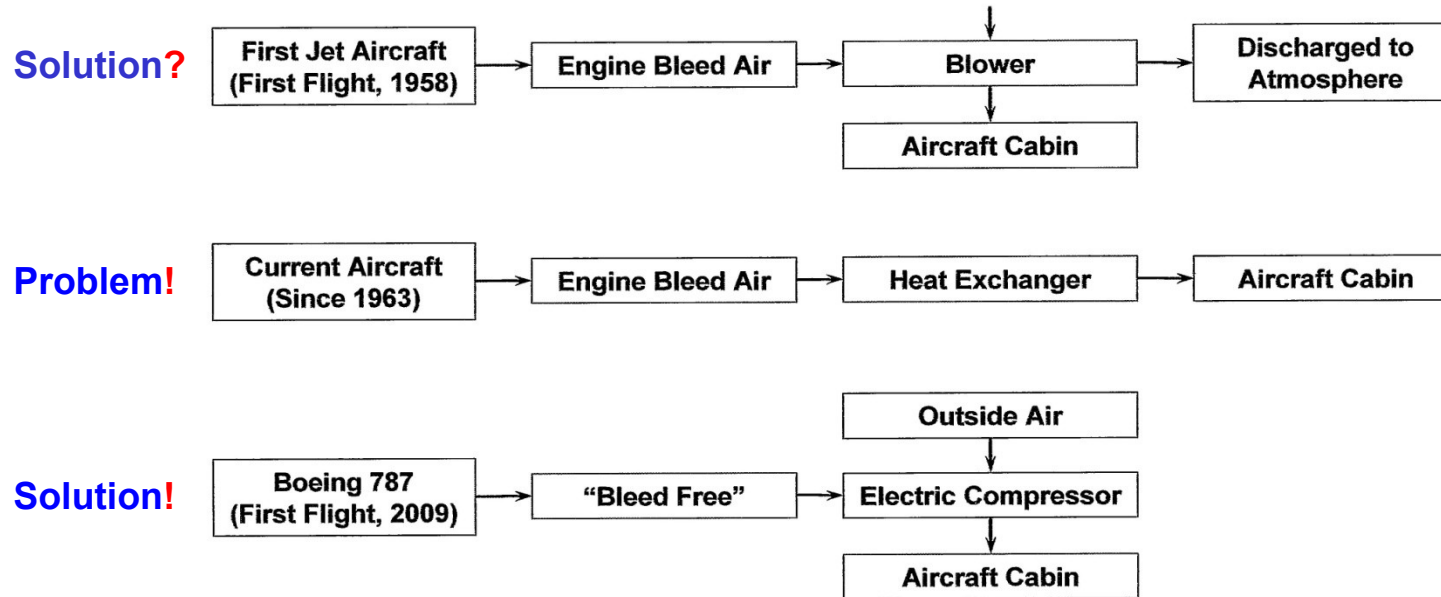 Solution?
First Jet Aircraft
(First Flight, 1958)
Engine Bleed Air
Blower
Discharged to
Atmosphere
Aircraft Cabin
Problem!
Current Aircraft
(Since 1963)
Engine Bleed Air
Heat Exchanger
Aircraft Cabin
Outside Air
Solution!
Boeing 787
(First Flight, 2009)
“Bleed Free”
Electric Compressor
Aircraft Cabin